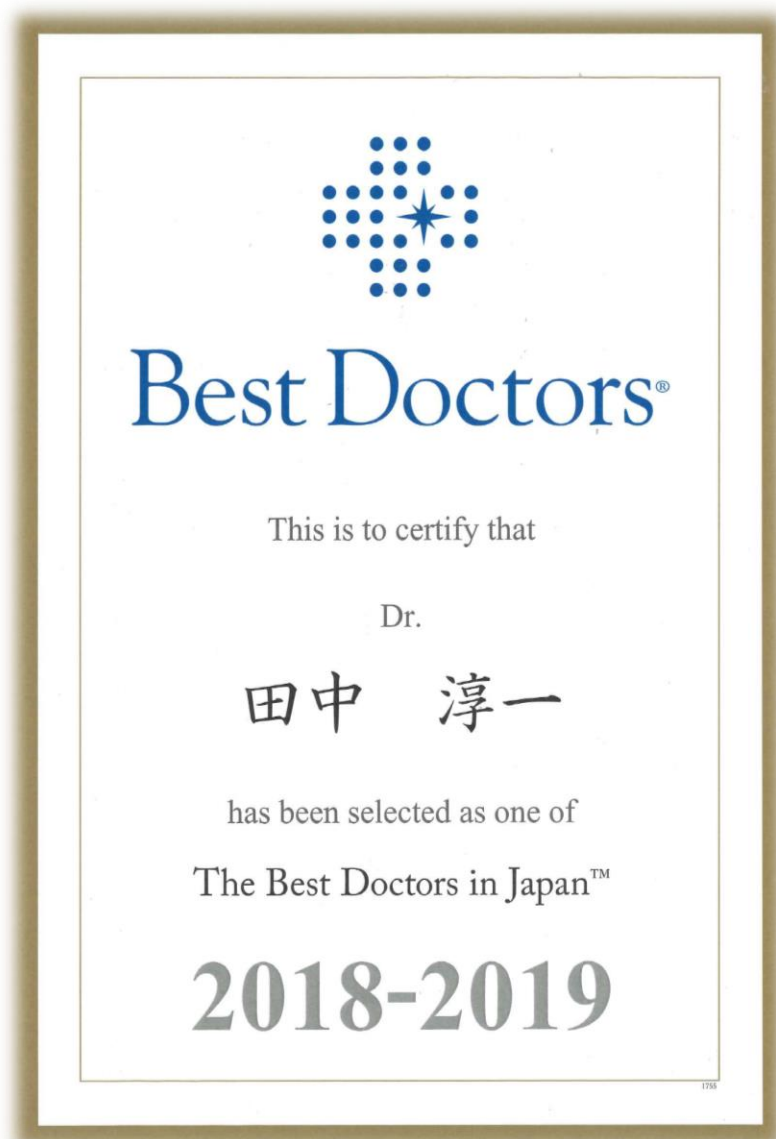 Best Doctors®
This is to certify that
Dr.
田中　淳一
has been selected as one of
The Best Doctors in Japan™
2018-2019
1755